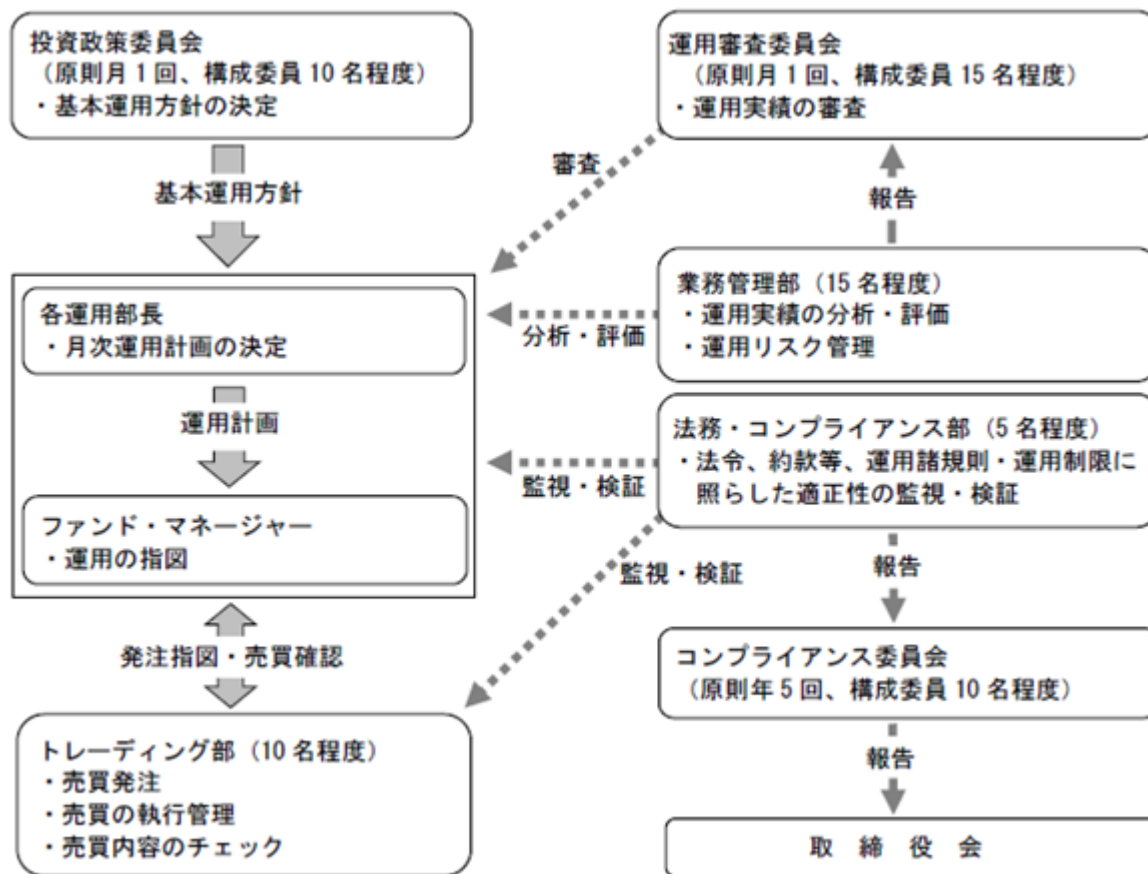 投資政策委員会
(原則月1回、構成委員10名程度)
・基本運用方針の決定
基本運用方針
各運用部長
・月次運用計画の決定
運用計画
ファンド・マネージャー
・運用の指図
発注指図・売買確認
トレーディング部(10名程度)
・売買発注
・売買の執行管理
・売買内容のチェック
運用審査委員会
(原則月1回、構成委員15名程度)
・運用実績の審査
審査
報告
業務管理部(15名程度)
・運用実績の分析・評価
・運用リスク管理
分析・評価
法務・コンプライアンス部(5名程度)
・法令、約款等、運用諸規則・運用制限に
照らした適正性の監視・検証
監視・検証
監視・検証
報告
コンプライアンス委員会
(原則年5回、構成委員10名程度)
報告
取 締 役 会